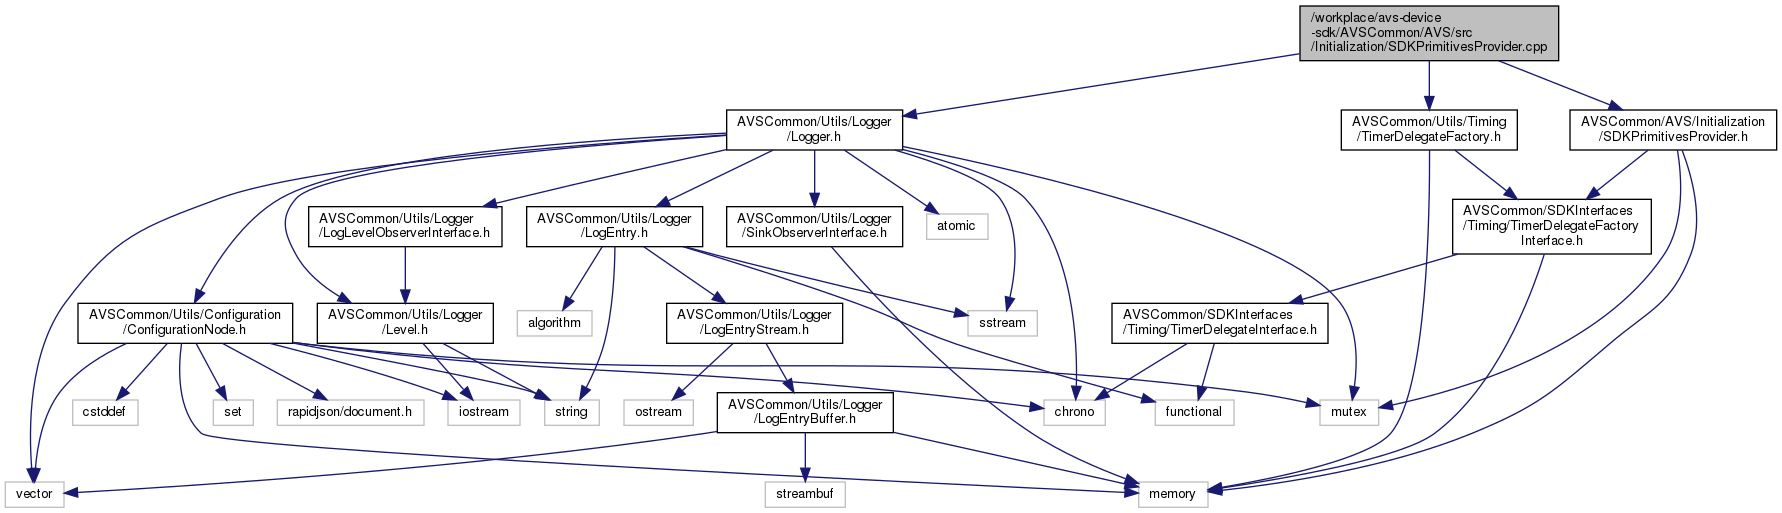 /workplace/avs-device
-sdk/AVSCommon/AVS/src
/Initialization/SDKPrimitivesProvider.cpp
AVSCommon/Utils/Logger
/Logger.h
AVSCommon/Utils/Timing
/TimerDelegateFactory.h
AVSCommon/AVS/Initialization
/SDKPrimitivesProvider.h
AVSCommon/Utils/Logger
/LogLevelObserverInterface.h
AVSCommon/Utils/Logger
/LogEntry.h
AVSCommon/Utils/Logger
/SinkObserverInterface.h
atomic
AVSCommon/SDKInterfaces
/Timing/TimerDelegateFactory
Interface.h
AVSCommon/Utils/Configuration
/ConfigurationNode.h
AVSCommon/Utils/Logger
/Level.h
algorithm
AVSCommon/Utils/Logger
/LogEntryStream.h
sstream
AVSCommon/SDKInterfaces
/Timing/TimerDelegateInterface.h
cstddef
set
rapidjson/document.h
iostream
string
ostream
AVSCommon/Utils/Logger
/LogEntryBuffer.h
chrono
functional
mutex
vector
streambuf
memory